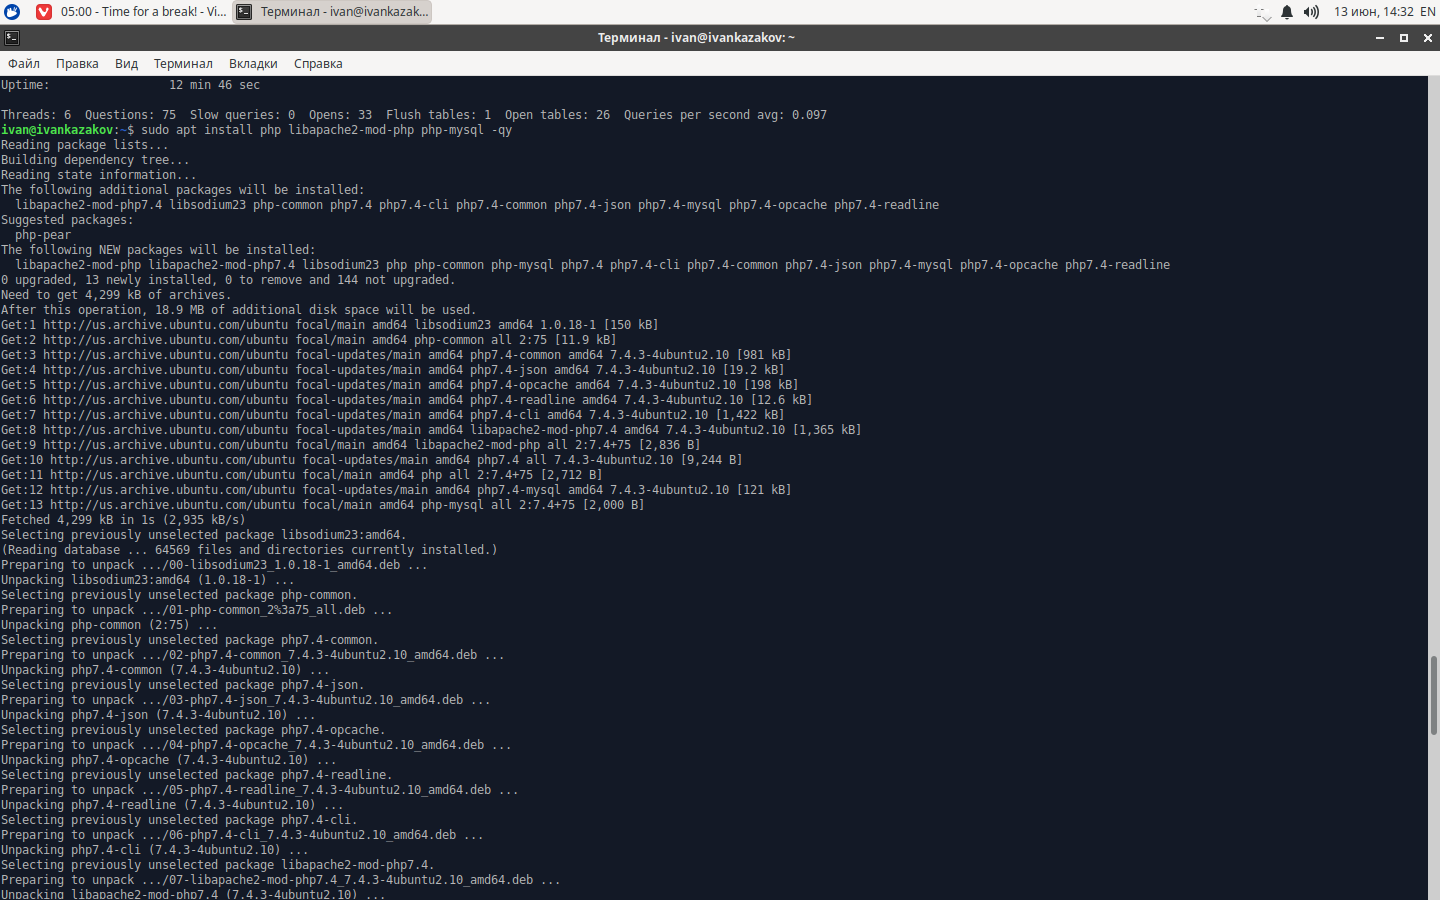 05:00 - Time for a break! - Vi...
Терминал - ivan@ivankazak...
13 июн, 14:32 EN
Терминал - ivan@ivankazakov: ~
Файл Правка Вид Терминал Вкладки Справка
Uptime: 12 min 46 sec
Threads: 6 Questions: 75 Slow queries: 0 Opens: 33 Flush tables: 1 Open tables: 26 Queries per second avg: 0.097
ivan@ivankazakov:~$ sudo apt install php libapache2-mod-php php-mysql -qy
Reading package lists...
Building dependency tree...
Reading state information...
The following additional packages will be installed:
libapache2-mod-php7.4 libsodium23 php-common php7.4 php7.4-cli php7.4-common php7.4-json php7.4-mysql php7.4-opcache php7.4-readline
Suggested packages:
php-pear
The following NEW packages will be installed:
libapache2-mod-php libapache2-mod-php7.4 libsodium23 php php-common php-mysql php7.4 php7.4-cli php7.4-common php7.4-json php7.4-mysql php7.4-opcache php7.4-readline
0 upgraded, 13 newly installed, 0 to remove and 144 not upgraded.
Need to get 4,299 kB of archives.
After this operation, 18.9 MB of additional disk space will be used.
Get:1 http://us.archive.ubuntu.com/ubuntu focal/main amd64 libsodium23 amd64 1.0.18-1 [150 kB]
Get:2 http://us.archive.ubuntu.com/ubuntu focal/main amd64 php-common all 2:75 [11.9 kB]
Get:3 http://us.archive.ubuntu.com/ubuntu focal-updates/main amd64 php7.4-common amd64 7.4.3-4ubuntu2.10 [981 kB]
Get:4 http://us.archive.ubuntu.com/ubuntu focal-updates/main amd64 php7.4-json amd64 7.4.3-4ubuntu2.10 [19.2 kB]
Get:5 http://us.archive.ubuntu.com/ubuntu focal-updates/main amd64 php7.4-opcache amd64 7.4.3-4ubuntu2.10 [198 kB]
Get:6 http://us.archive.ubuntu.com/ubuntu focal-updates/main amd64 php7.4-readline amd64 7.4.3-4ubuntu2.10 [12.6 kB]
Get:7 http://us.archive.ubuntu.com/ubuntu focal-updates/main amd64 php7.4-cli amd64 7.4.3-4ubuntu2.10 [1,422 kB]
Get:8 http://us.archive.ubuntu.com/ubuntu focal-updates/main amd64 libapache2-mod-php7.4 amd64 7.4.3-4ubuntu2.10 [1,365 kB]
Get:9 http://us.archive.ubuntu.com/ubuntu focal/main amd64 libapache2-mod-php all 2:7.4+75 [2,836 B]
Get:10 http://us.archive.ubuntu.com/ubuntu focal-updates/main amd64 php7.4 all 7.4.3-4ubuntu2.10 [9,244 B]
Get:11 http://us.archive.ubuntu.com/ubuntu focal/main amd64 php all 2:7.4+75 [2,712 B]
Get:12 http://us.archive.ubuntu.com/ubuntu focal-updates/main amd64 php7.4-mysql amd64 7.4.3-4ubuntu2.10 [121 kB]
Get:13 http://us.archive.ubuntu.com/ubuntu focal/main amd64 php-mysql all 2:7.4+75 [2,000 B]
Fetched 4,299 kB in 1s (2,935 kB/s)
Selecting previously unselected package libsodium23:amd64.
(Reading database ... 64569 files and directories currently installed.)
Preparing to unpack .../00-libsodium23_1.0.18-1_amd64.deb ...
Unpacking libsodium23:amd64 (1.0.18-1) ...
Selecting previously unselected package php-common.
Preparing to unpack .../01-php-common_2%3a75_all.deb ...
Unpacking php-common (2:75) ...
Selecting previously unselected package php7.4-common.
Preparing to unpack .../02-php7.4-common_7.4.3-4ubuntu2.10_amd64.deb ...
Unpacking php7.4-common (7.4.3-4ubuntu2.10) ...
Selecting previously unselected package php7.4-json.
Preparing to unpack .../03-php7.4-json_7.4.3-4ubuntu2.10_amd64.deb ...
Unpacking php7.4-json (7.4.3-4ubuntu2.10) ...
Selecting previously unselected package php7.4-opcache.
Preparing to unpack .../04-php7.4-opcache_7.4.3-4ubuntu2.10_amd64.deb ...
Unpacking php7.4-opcache (7.4.3-4ubuntu2.10) ...
Selecting previously unselected package php7.4-readline.
Preparing to unpack .../05-php7.4-readline_7.4.3-4ubuntu2.10_amd64.deb ...
Unpacking php7.4-readline (7.4.3-4ubuntu2.10) ...
Selecting previously unselected package php7.4-cli.
Preparing to unpack .../06-php7.4-cli_7.4.3-4ubuntu2.10_amd64.deb ...
Unpacking php7.4-cli (7.4.3-4ubuntu2.10) ...
Selecting previously unselected package libapache2-mod-php7.4.
Preparing to unpack .../07-libapache2-mod-php7.4_7.4.3-4ubuntu2.10_amd64.deb ...
Unpacking libapache2-mod-php7.4 (7.4.3-4ubuntu2.10) ...